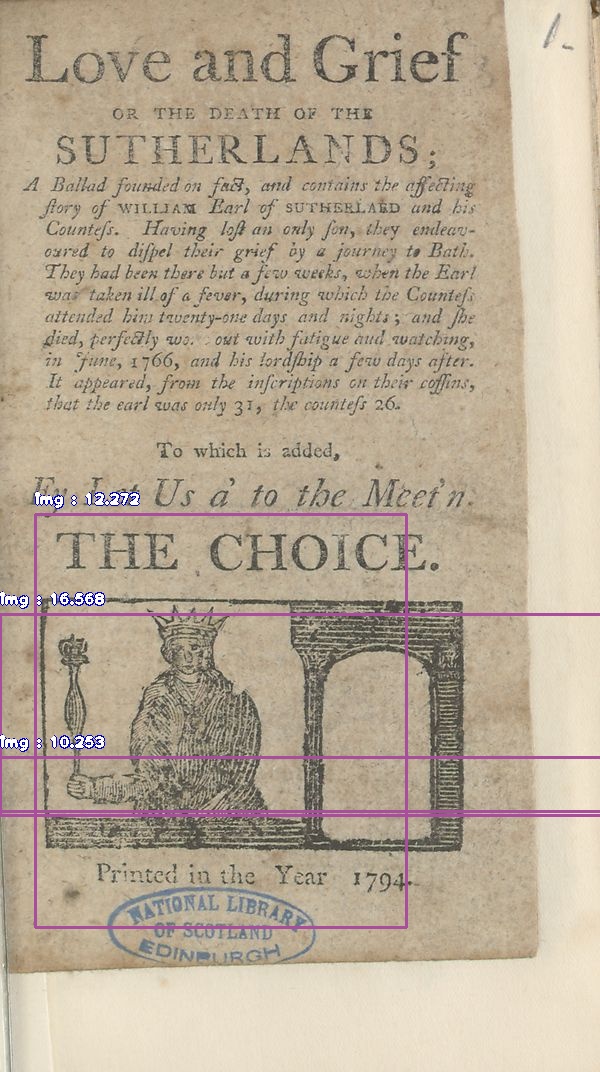 1-
Love and Grief
OR THE DEATH OF THE
SUTHERLANDS;
A Ballad founded on fact, and contains the affecting
ſtory of WILLIAM Earl of SUTHERLAND and his
Counteſs. Having loſt an only ſon, they endeav-
oured to diſpel their grief by a journey to Bath.
They had been there but a few weeks, when the Earl
was taken ill of a fever, during which the Counteſs
attended him twenty-one days and nights; and ſhe
died, perfectly wo. out with fatigue and watching,
in June, 1766, and his lordſhip a few days after.
It appeared, from the inſcriptions on their coffins,
that the earl was only 31, the counteſs 26.
To which is added,
Us a' to the Meet'n.
Img : 12.272
THE CHOICE.
Img : 16.568
Img : 10.253
Printed in the Year 1794.
NATIONAL LIBRARY
OF SCOTLAND
EDINBURGH